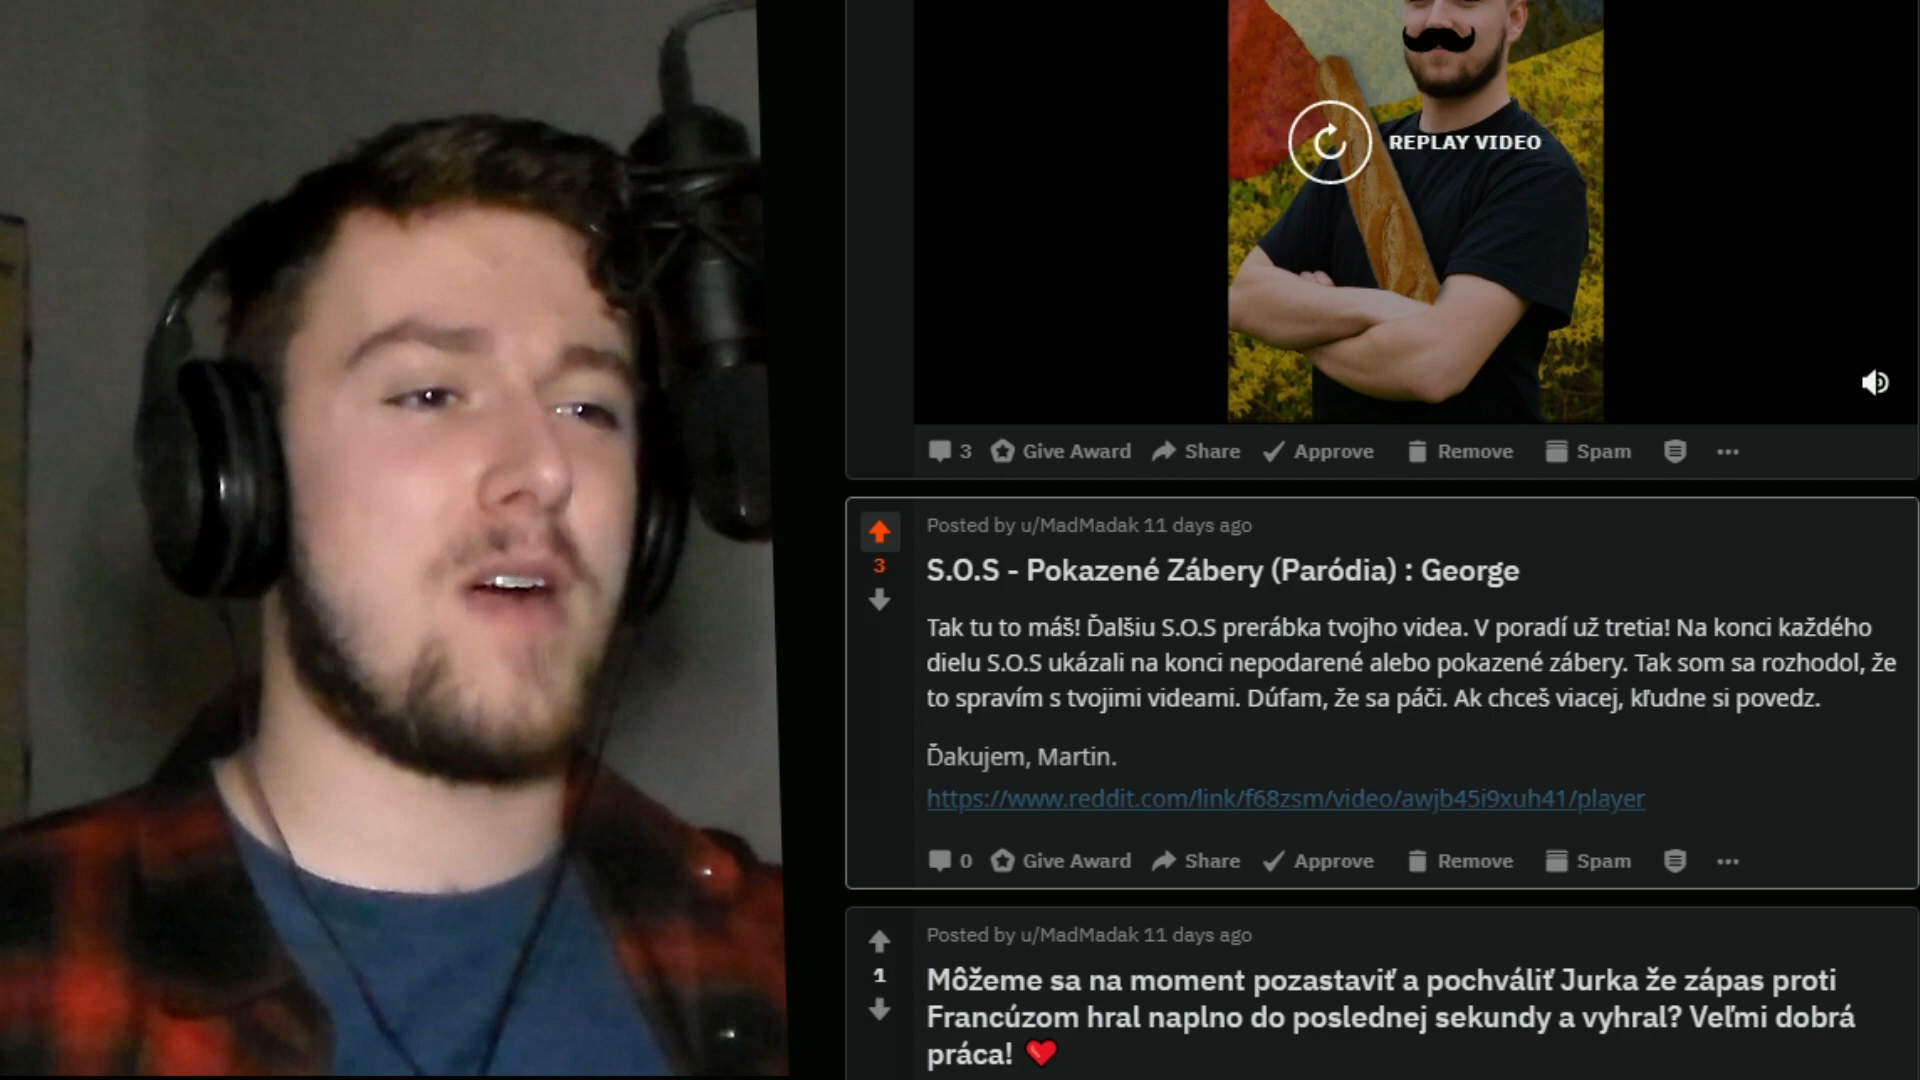 REPLAY VIDEO
3 Give Award Share Approve Remove Spam
Posted by u/MadMadak 11 days ago
3
S.O.S - Pokazené Zábery (Paródia) : George
Tak tu to máš! Ďalšiu S.O.S prerábka tvojho videa. V poradí už tretia! Na konci každého
dielu S.O.S ukázali na konci nepodarené alebo pokazené zábery. Tak som sa rozhodol, že
to spravím s tvojimi videami. Dúfam, že sa páči. Ak chceš viacej, kľudne si povedz.
Ďakujem, Martin.
https://www.reddit.com/link/f68zsm/video/awjb45i9xuh41/player
0 Give Award Share Approve Remove Spam
Posted by u/MadMadak 11 days ago
1
Môžeme sa na moment pozastaviť a pochváliť Jurka že zápas proti
Francúzom hral naplno do poslednej sekundy a vyhral? Veľmi dobrá
práca! ❤️